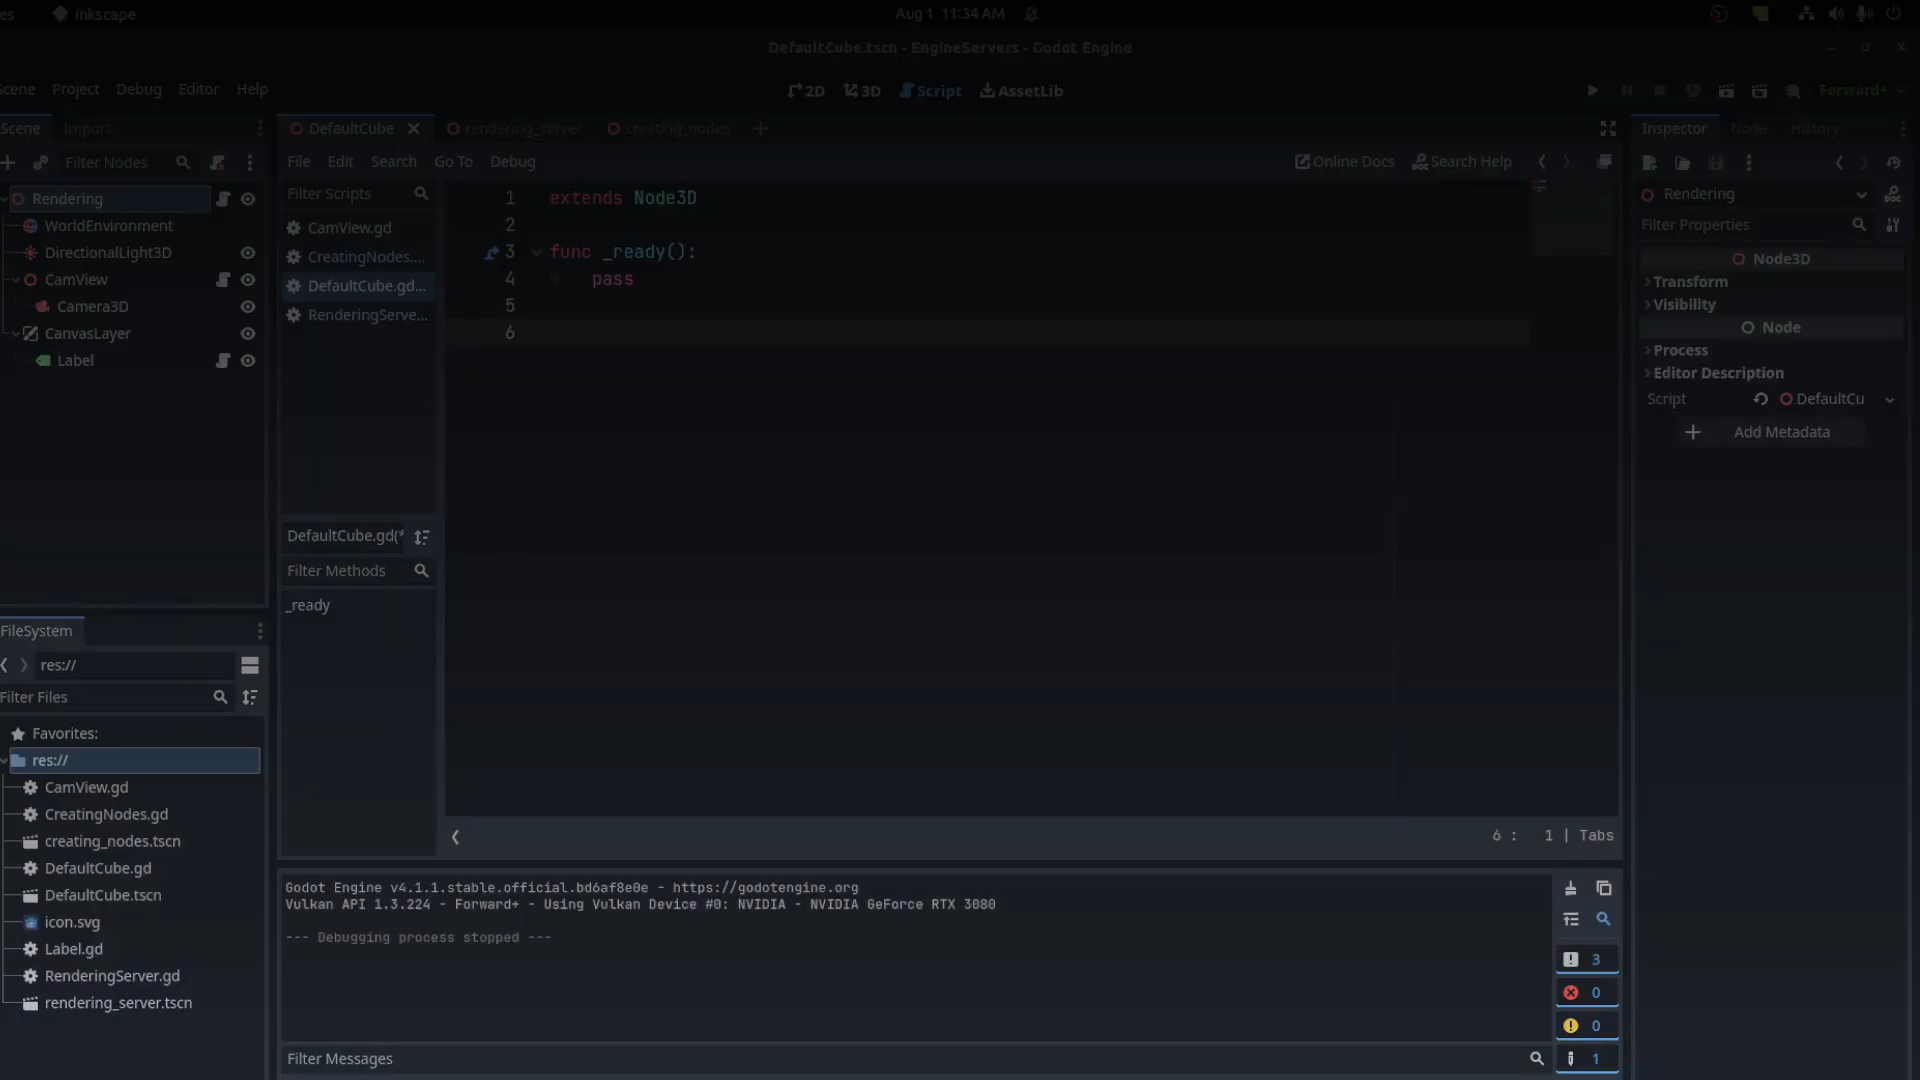 es Inkscape Aug 1 11:34 AM
DefaultCube.tscn - EngineServers - Godot Engine
Scene Project Debug Editor Help 2D 3D Script AssetLib Forward+
Scene Import
Filter Nodes
Rendering
WorldEnvironment
DirectionalLight3D
CamView
Camera3D
CanvasLayer
Label
DefaultCube rendering_server creating_nodes
File Edit Search Go To Debug Online Docs Search Help
Filter Scripts
CamView.gd
CreatingNodes....
DefaultCube.gd...
RenderingServe...
DefaultCube.gd(*
Filter Methods
_ready
1 extends Node3D
2
3 func _ready():
4 pass
5
6
6 : 1 | Tabs
FileSystem
res://
Filter Files
Favorites:
res://
CamView.gd
CreatingNodes.gd
creating_nodes.tscn
DefaultCube.gd
DefaultCube.tscn
icon.svg
Label.gd
RenderingServer.gd
rendering_server.tscn
Godot Engine v4.1.1.stable.official.bd6af8e0e - https://godotengine.org
Vulkan API 1.3.224 - Forward+ - Using Vulkan Device #0: NVIDIA - NVIDIA GeForce RTX 3080
--- Debugging process stopped ---
3
0
0
1
Filter Messages
Inspector Node History
Rendering
Filter Properties
Node3D
Transform
Visibility
Node
Process
Editor Description
Script DefaultCu
Add Metadata